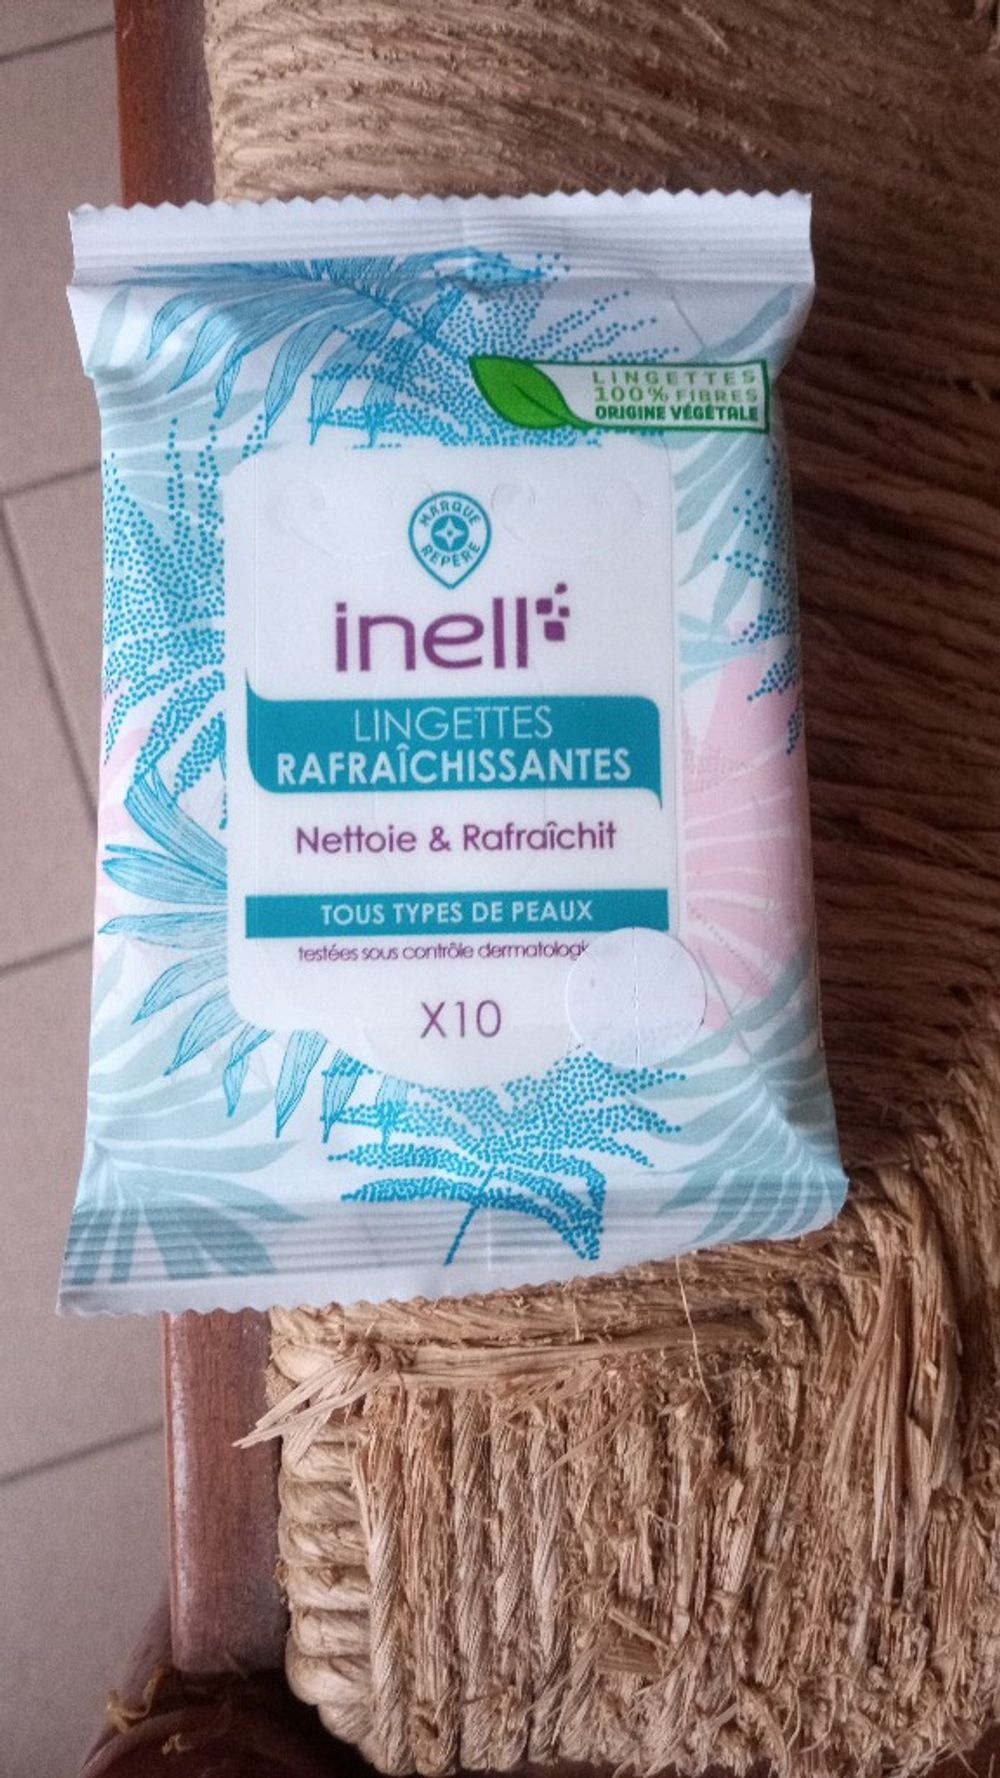 LINGETTES
100% FIBRES
ORIGINE VÉGÉTALE
MARQUE
REPÈRE
inell
LINGETTES
RAFRAÎCHISSANTES
Nettoie & Rafraîchit
TOUS TYPES DE PEAUX
testées sous contrôle
X10